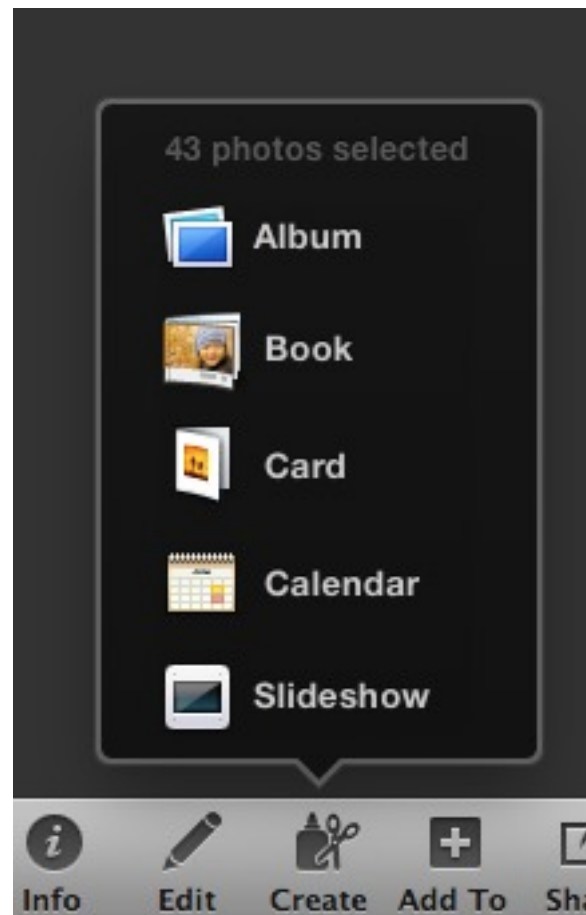 43 photos selected
Album
Book
Card
Calendar
Slideshow
Info Edit Create Add To